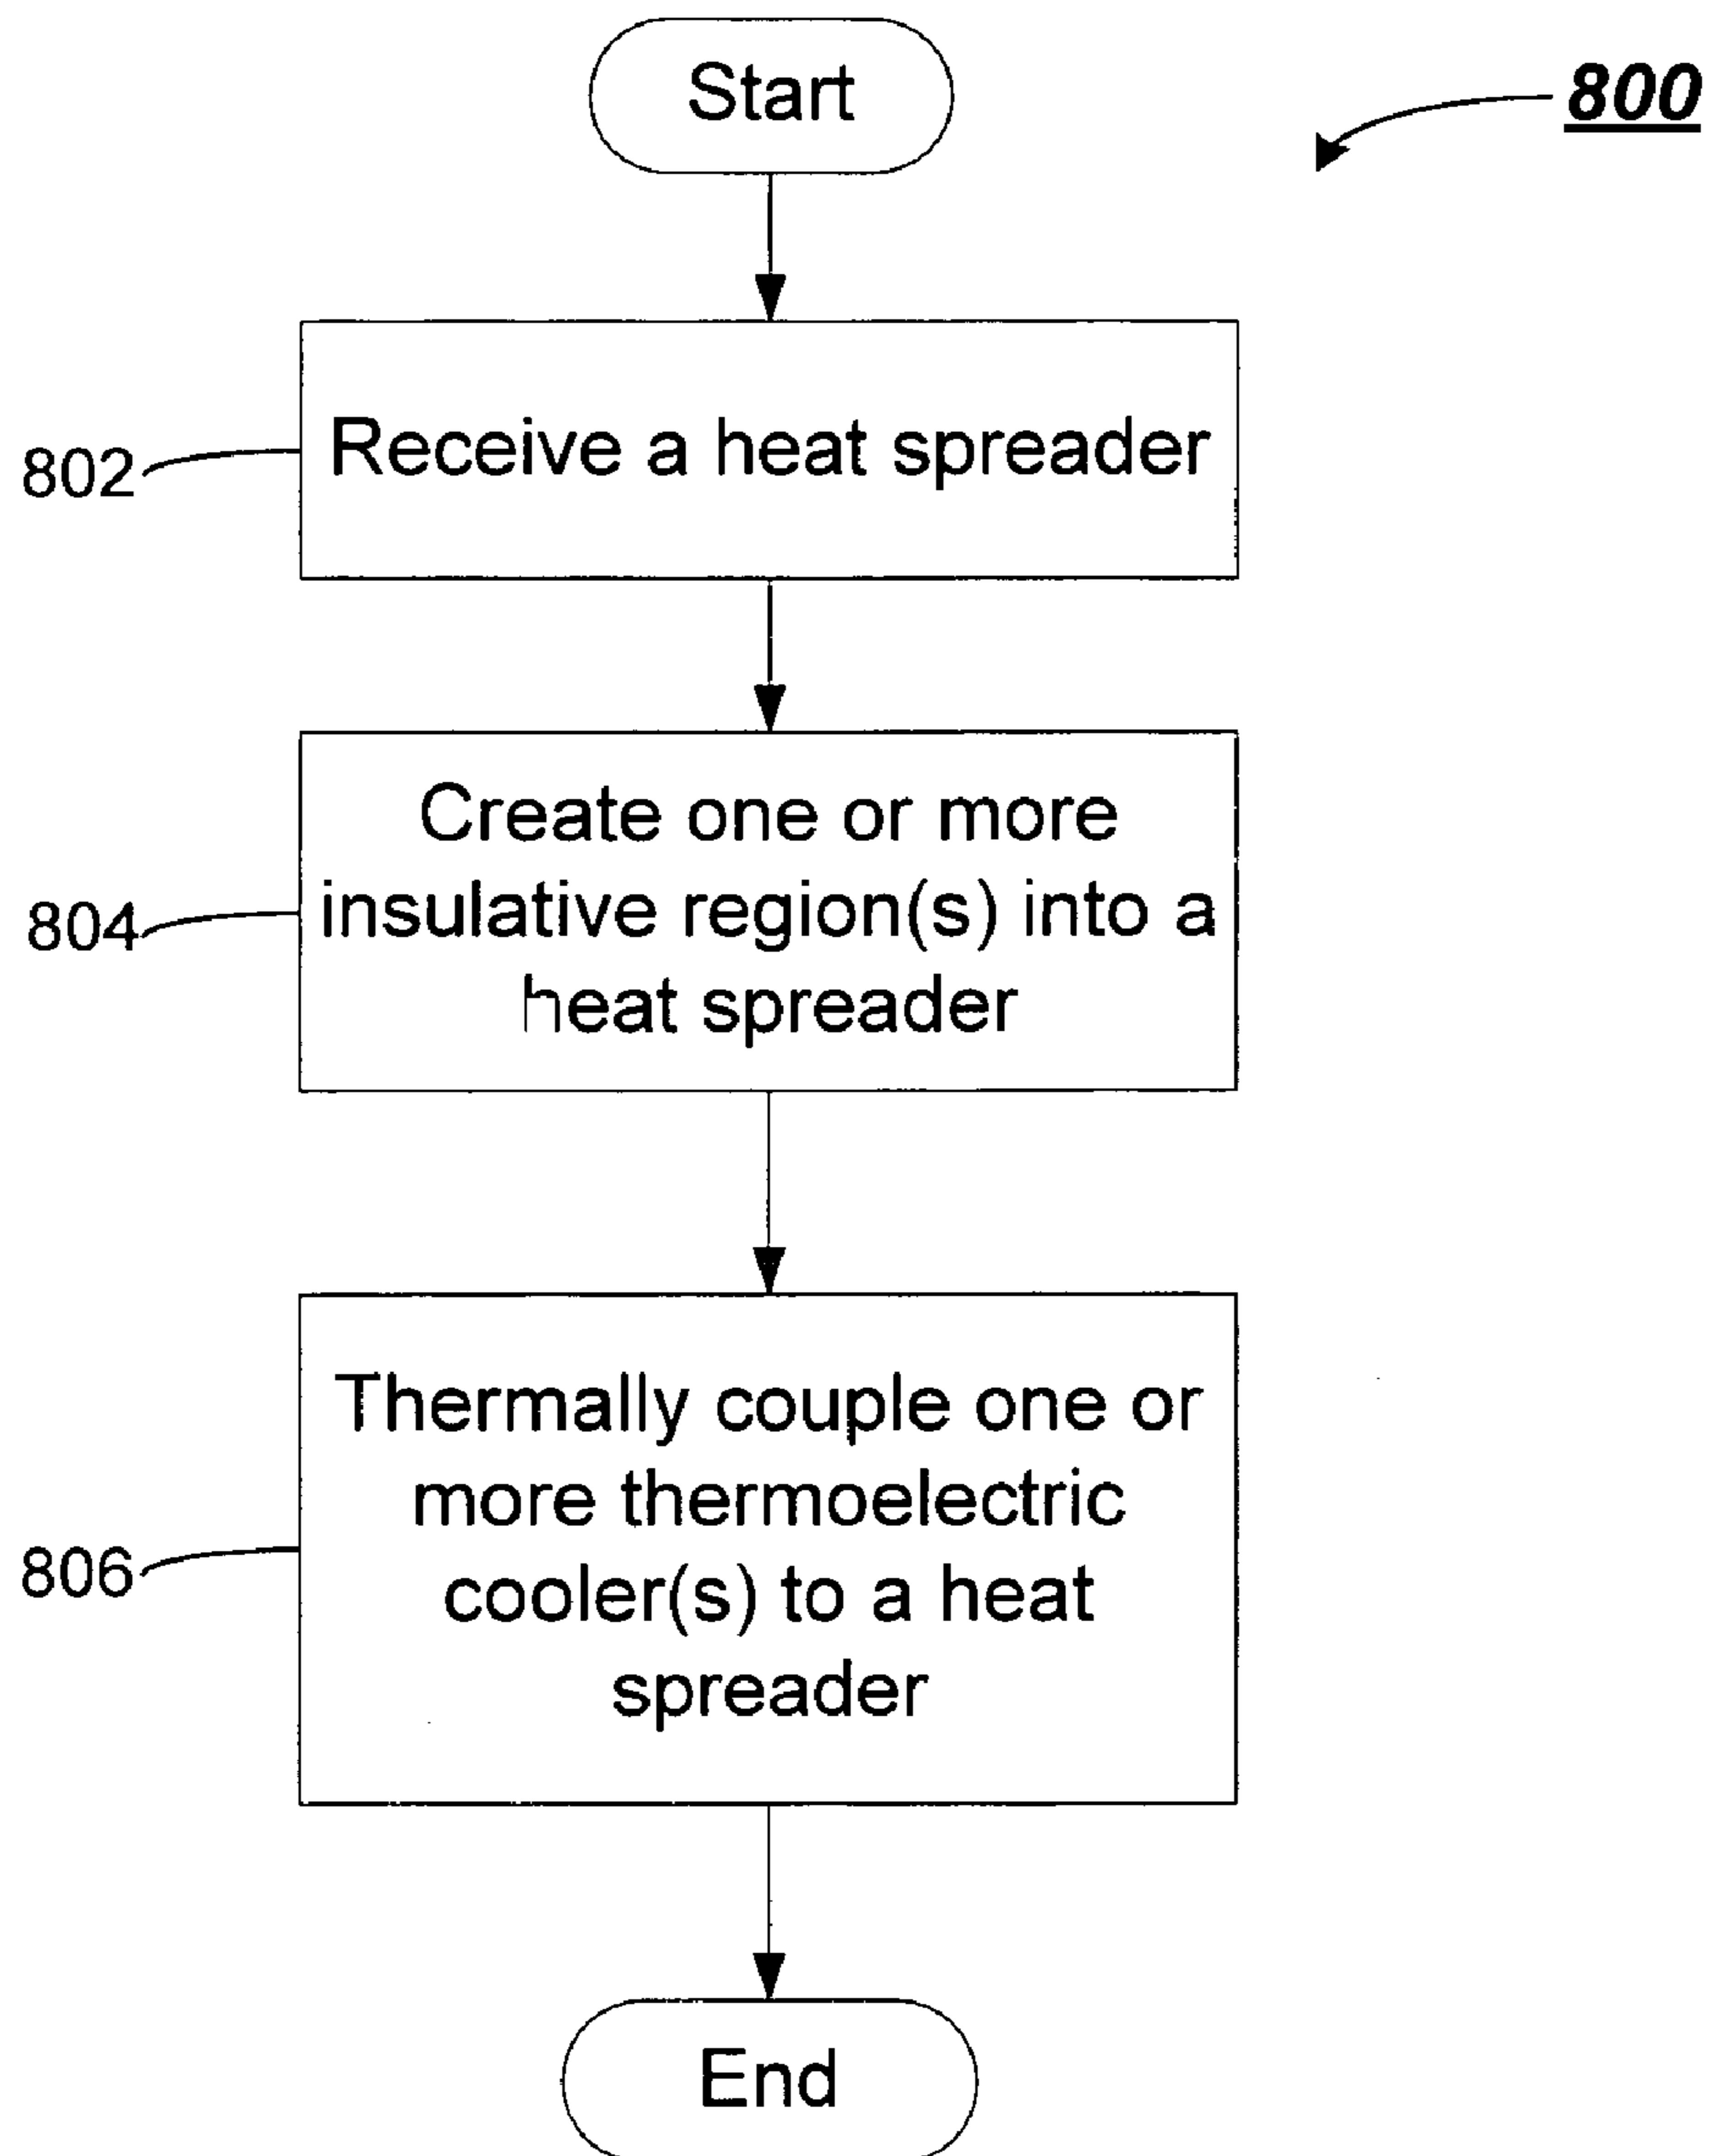 Start
800
802
Receive a heat spreader
Create one or more
804
insulative region(s) into a
heat spreader
Thermally couple one or
more thermoelectric
806
cooler(s) to a heat
spreader
End